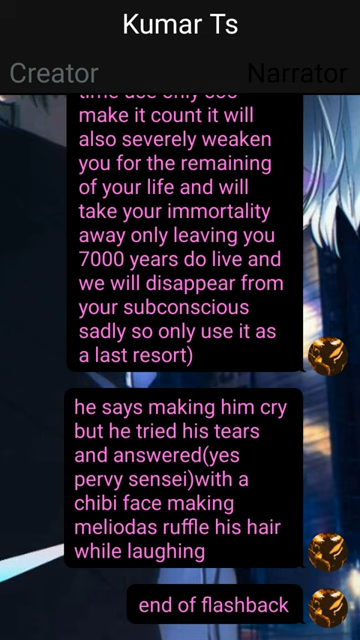 Kumar Ts
Creator
Narrator
time use only
make it count it will
also severely weaken
you for the remaining
of your life and will
take your immortality
away only leaving you
7000 years do live and
we will disappear from
your subconscious
sadly so only use it as
a last resort)
he says making him cry
but he tried his tears
and answered(yes
pervy sensei)with a
chibi face making
meliodas ruffle his hair
while laughing
end of flashback